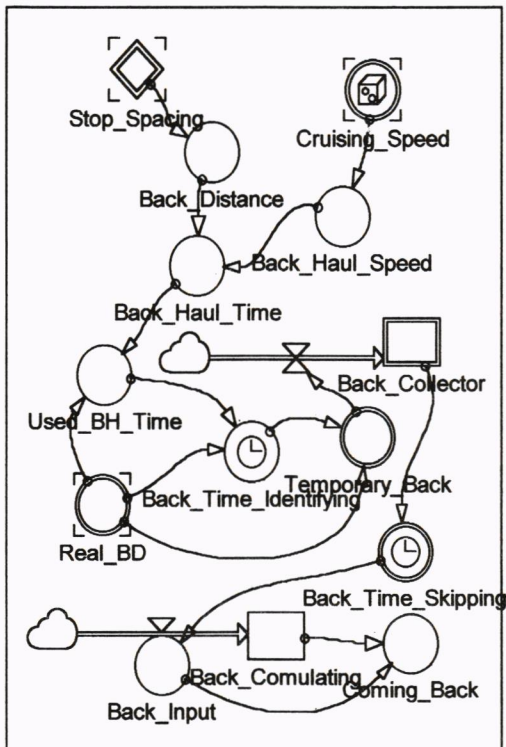 Stop_Spacing
Cruising_Speed
Back_Distance
Back_Haul_Speed
Back_Haul_Time
Back_Collector
Used_BH_Time
Temporary_Back
Back_Time_Identifying
Real_BD
Back_Time_Skipping
Back_Comulating
Coming_Back
Back_Input